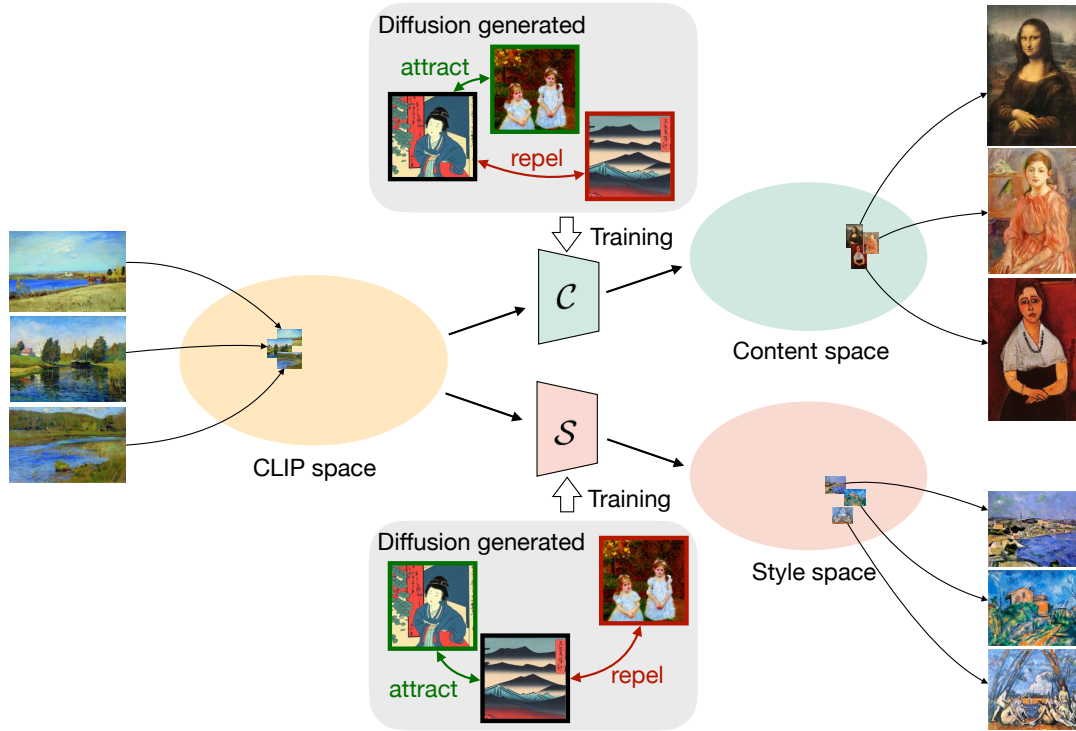 Diffusion generated
attract
repel
Training
C
Content space
CLIP space
S
Training
Style space
Diffusion generated
attract
repel